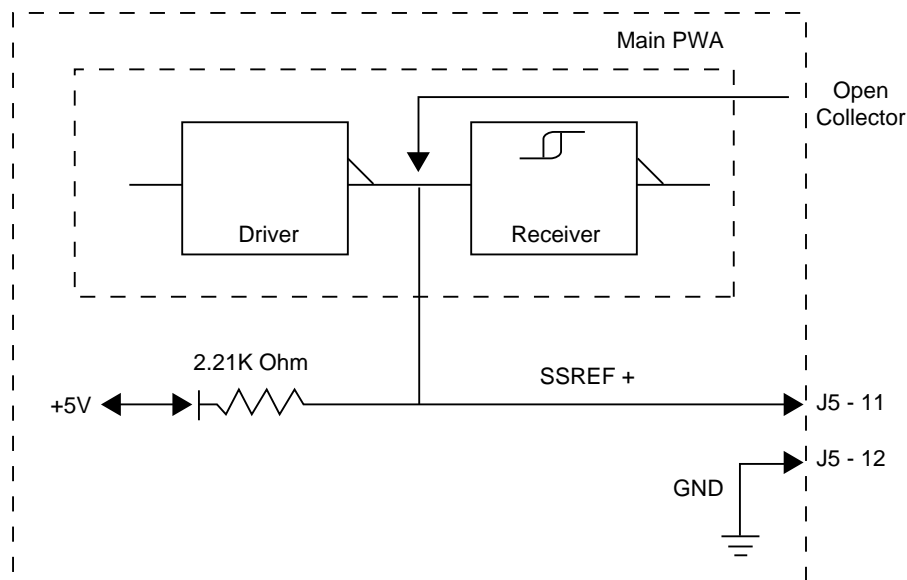 Main PWA
Open
Collector
Driver
Receiver
2.21K Ohm
SSREF +
+5V
J5 - 11
J5 - 12
GND